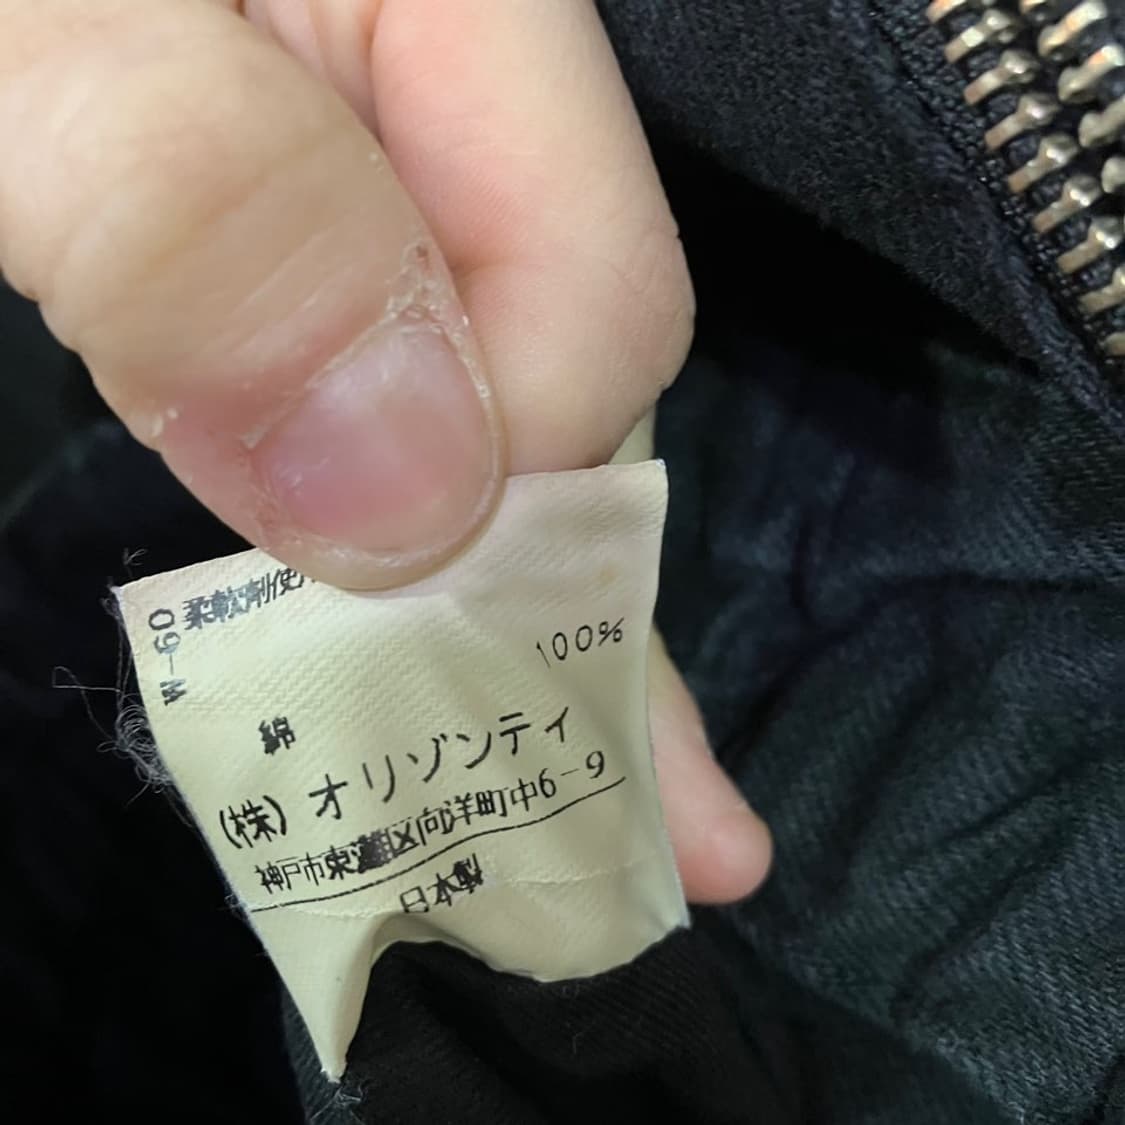 柔軟剤使
09-M
綿 100%
(株)オリゾンティ
神戸市東灘区向洋町中6-9
日本製